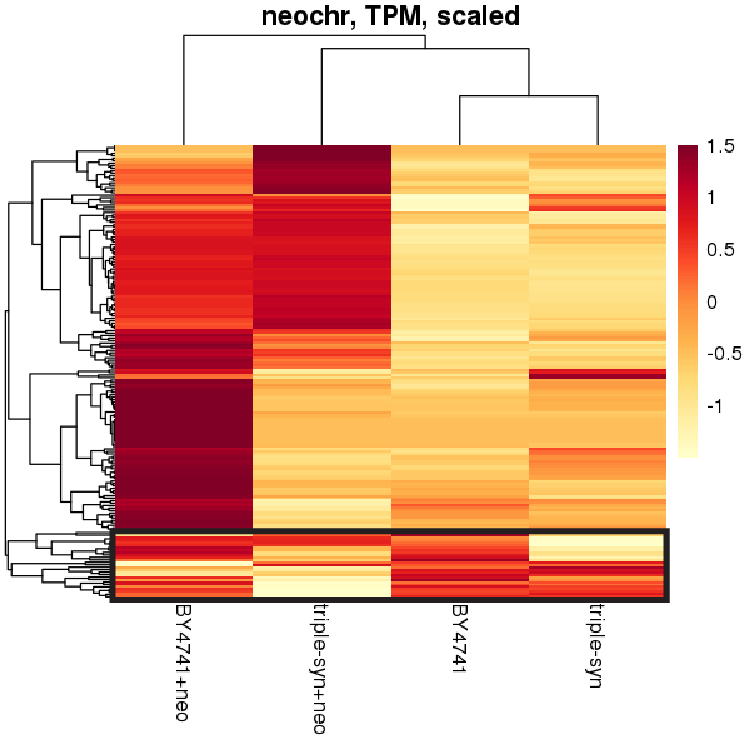 neochr, TPM, scaled
1.5
1
0.5
0
-0.5
-1
BY4741+neo
triple-syn+neo
BY4741
triple-syn